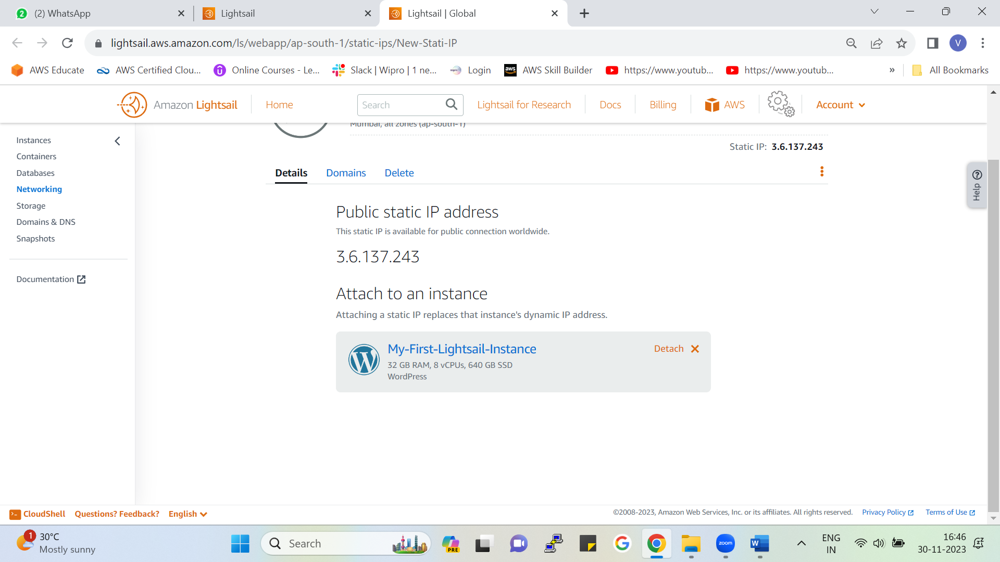 2
(2) WhatsApp
Lightsail
Lightsail | Global
lightsail.aws.amazon.com/ls/webapp/ap-south-1/static-ips/New-Stati-IP
V
AWS Educate
AWS Certified Clou...
Online Courses - Le...
Slack | Wipro | 1 ne...
Login
aws
AWS Skill Builder
https://www.youtub...
https://www.youtub...
»
All Bookmarks
Amazon Lightsail
Home
Search
Lightsail for Research
Docs
Billing
AWS
Account
Mumbai, all zones (ap-south-1)
Static IP: 3.6.137.243
Instances
Containers
Databases
Networking
Storage
Domains & DNS
Snapshots
Documentation
Details
Domains
Delete
Help
Public static IP address
This static IP is available for public connection worldwide.
3.6.137.243
Attach to an instance
Attaching a static IP replaces that instance's dynamic IP address.
My-First-Lightsail-Instance
Detach
32 GB RAM, 8 vCPUs, 640 GB SSD
WordPress
CloudShell
Questions? Feedback?
English
©2008-2023, Amazon Web Services, Inc. or its affiliates. All rights reserved.
Privacy Policy
Terms of Use
1
30°C
Mostly sunny
Search
PRE
zoom
W
ENG
IN
16:46
30-11-2023